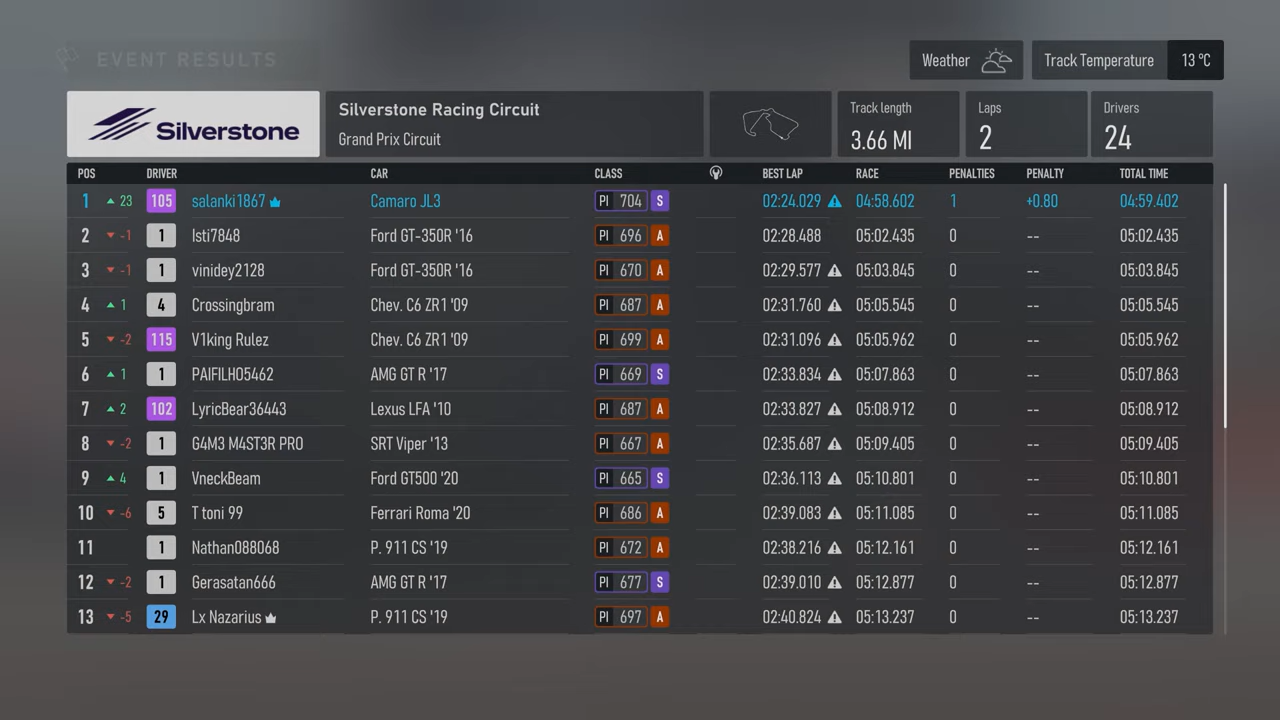 EVENT RESULTS
Weather Track Temperature 13 °C
Silverstone
Silverstone Racing Circuit
Grand Prix Circuit
Track length
3.66 MI
Laps
2
Drivers
24
POS DRIVER CAR CLASS BEST LAP RACE PENALTIES PENALTY TOTAL TIME
1 23 105 salanki1867 Camaro JL3 PI 704 S 02:24.029 04:58.602 1 +0.80 04:59.402
2 -1 1 Isti7848 Ford GT-350R '16 PI 696 A 02:28.488 05:02.435 0 -- 05:02.435
3 -1 1 vinidey2128 Ford GT-350R '16 PI 670 A 02:29.577 05:03.845 0 -- 05:03.845
4 1 4 Crossingbram Chev. C6 ZR1 '09 PI 687 A 02:31.760 05:05.545 0 -- 05:05.545
5 -2 115 V1king Rulez Chev. C6 ZR1 '09 PI 699 A 02:31.096 05:05.962 0 -- 05:05.962
6 1 1 PAIFILHO5462 AMG GT R '17 PI 669 S 02:33.834 05:07.863 0 -- 05:07.863
7 2 102 LyricBear36443 Lexus LFA '10 PI 687 A 02:33.827 05:08.912 0 -- 05:08.912
8 -2 1 G4M3 M4ST3R PRO SRT Viper '13 PI 667 A 02:35.687 05:09.405 0 -- 05:09.405
9 4 1 VneckBeam Ford GT500 '20 PI 665 S 02:36.113 05:10.801 0 -- 05:10.801
10 -6 5 T toni 99 Ferrari Roma '20 PI 686 A 02:39.083 05:11.085 0 -- 05:11.085
11 1 Nathan088068 P. 911 CS '19 PI 672 A 02:38.216 05:12.161 0 -- 05:12.161
12 -2 1 Gerasatan666 AMG GT R '17 PI 677 S 02:39.010 05:12.877 0 -- 05:12.877
13 -5 29 Lx Nazarius P. 911 CS '19 PI 697 A 02:40.824 05:13.237 0 -- 05:13.237